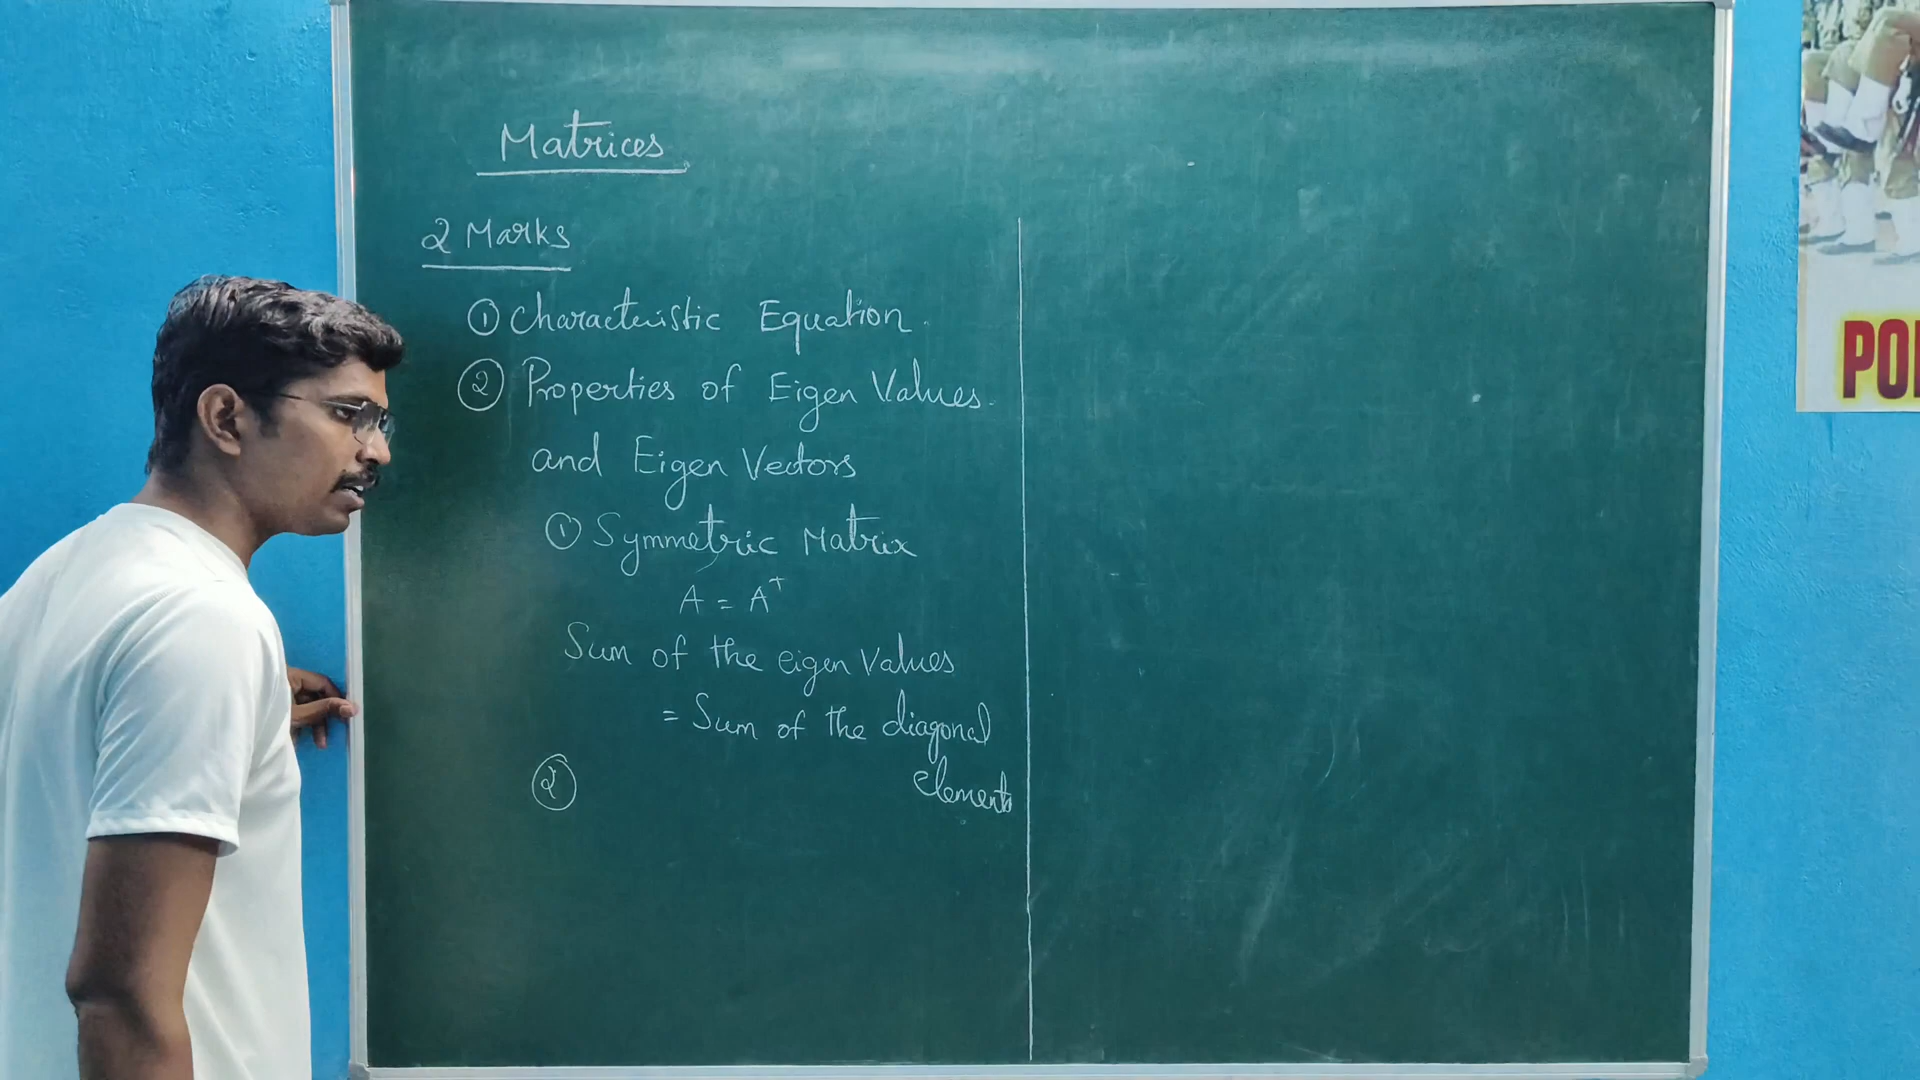 Matrices
2 Marks
① Characteristic Equation.
② Properties of Eigen Values.
and Eigen Vectors
① Symmetric Matrix
A = Aᵀ
Sum of the eigen Values
= Sum of the diagonal
elements
②